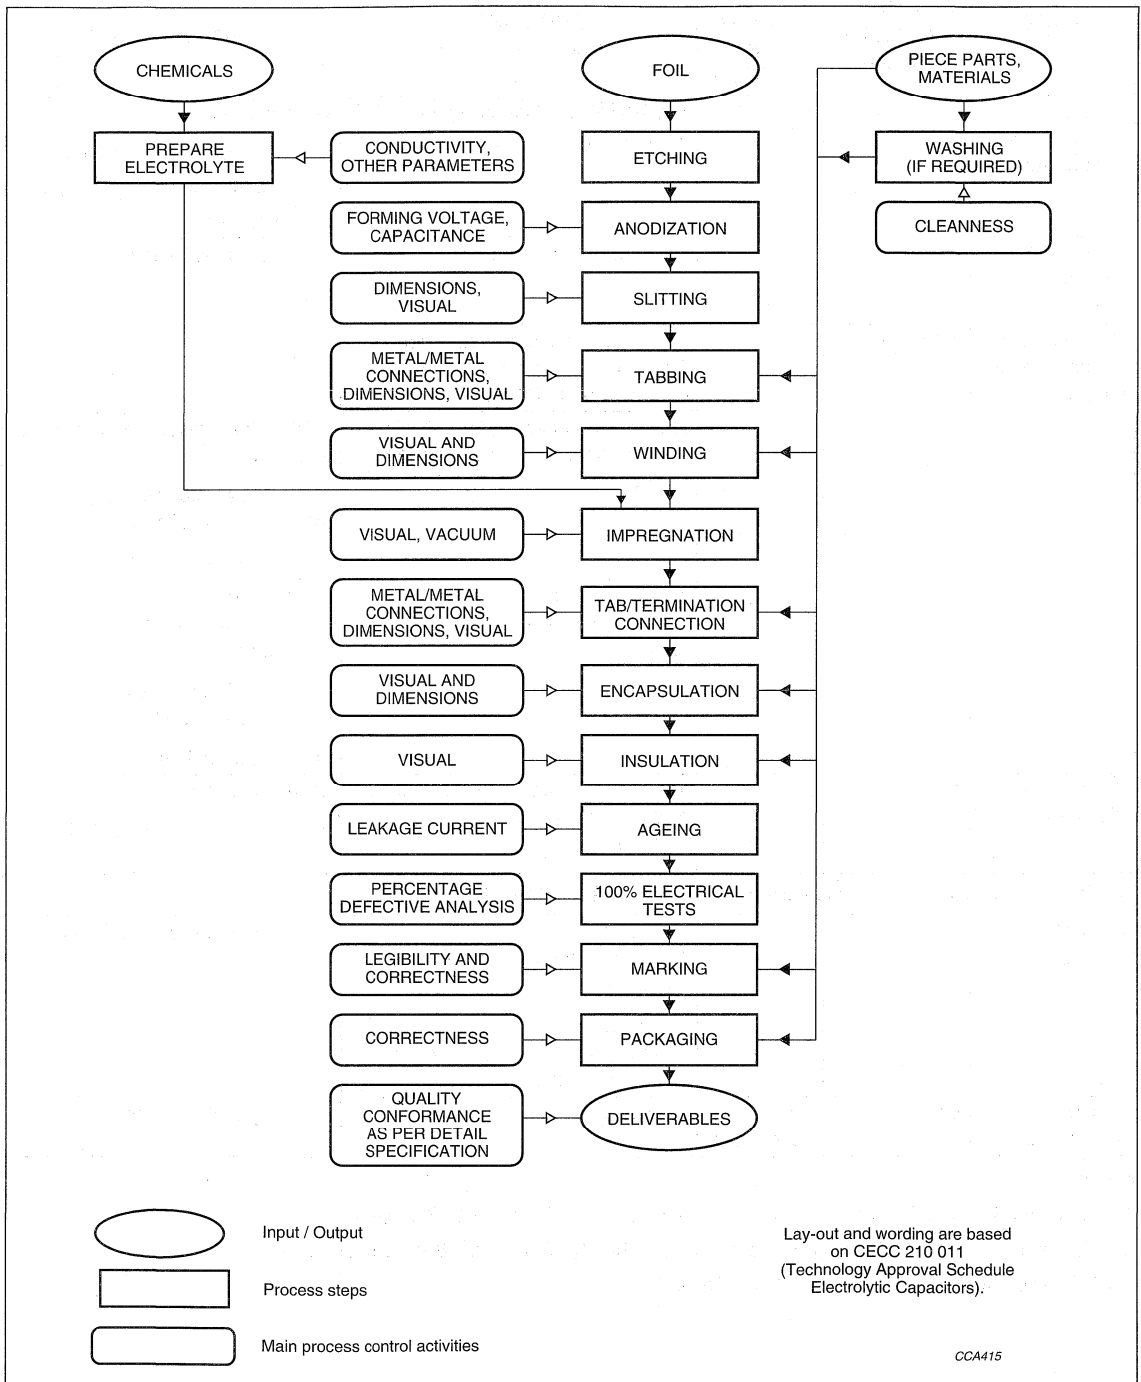 CHEMICALS
FOIL
PIECE PARTS,
MATERIALS
PREPARE
ELECTROLYTE
CONDUCTIVITY,
OTHER PARAMETERS
ETCHING
WASHING
(IF REQUIRED)
FORMING VOLTAGE,
CAPACITANCE
ANODIZATION
CLEANNESS
DIMENSIONS,
VISUAL
SLITTING
METAL/METAL
CONNECTIONS,
DIMENSIONS, VISUAL
TABBING
VISUAL AND
DIMENSIONS
WINDING
VISUAL, VACUUM
IMPREGNATION
METAL/METAL
CONNECTIONS,
DIMENSIONS, VISUAL
TAB/TERMINATION
CONNECTION
VISUAL AND
DIMENSIONS
ENCAPSULATION
VISUAL
INSULATION
LEAKAGE CURRENT
AGEING
PERCENTAGE
DEFECTIVE ANALYSIS
100% ELECTRICAL
TESTS
LEGIBILITY AND
CORRECTNESS
MARKING
CORRECTNESS
PACKAGING
QUALITY
CONFORMANCE
AS PER DETAIL
SPECIFICATION
DELIVERABLES
Input / Output
Process steps
Main process control activities
Lay-out and wording are based
on CECC 210 011
(Technology Approval Schedule
Electrolytic Capacitors).
CCA415